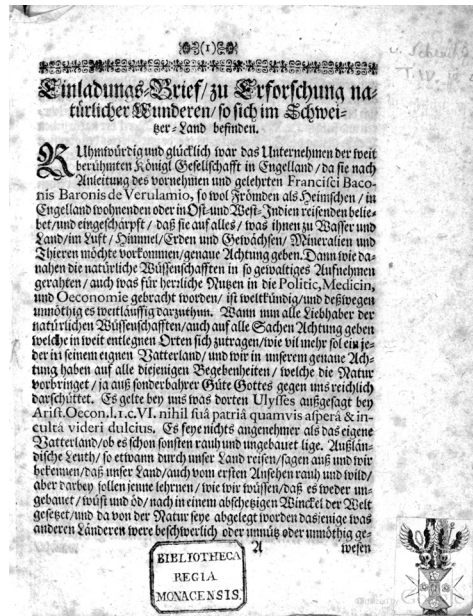 (1)
Einladungs-Brief/ zu Erforschung na-
türlicher Wunderen/ so sich im Schwei-
tzer-Land befinden.
RUhmwürdig und glücklich war das Unternehmen der weit
berühmten Königl Gesellschafft in Engelland/ da sie nach
Anleitung des vornehmen und gelehrten Francisci Baco-
nis Baronis de Verulamio, so wol Frömden als Heimschen/ in
Engelland wohnenden oder in Ost- und West-Indien reisenden belie-
bet/ und eingeschärpft/ daß sie auf alles/ was ihnen zu Wasser und
Land/ im Luft/ Himmel/ Erden und Gewächsen/ Mineralien und
Thieren möchte vorkommen/ genaue Achtung geben. Dann wie da-
nahen die natürliche Wüssenschafften in so gewaltiges Aufnehmen
gerahten/ auch was für herrliche Nutzen in die Politic, Medicin,
und Oeconomie gebracht worden/ ist weltkündig/ und deßwegen
unnöthig es weitläuffig darzuthun. Wann nun alle Liebhaber der
natürlichen Wüssenschafften/ auch auf alle Sachen Achtung geben
welche in weit entlegnen Orten sich zutragen/ wie vil mehr sol ein je-
der in seinem eignen Vatterland/ und wir in unserem genaue Ach-
tung haben auf alle diejenigen Begebenheiten/ welche die Natur
vorbringet/ ja auß sonderbahrer Güte Gottes gegen uns reichlich
darschüttet. Es gelte bey uns was dorten Ulysses außgesagt bey
Arist. Oecon. l. 1. c. VI. nihil suâ patriâ quamvis asperâ & in-
cultâ videri dulcius. Es seye nichts angenehmer als das eigene
Vatterland/ ob es schon sonsten rauh und ungebauet lige. Außlän-
dische Leuth/ so etwann durch unser Land reisen/ sagen auß und wir
bekennen/ daß unser Land/ auch vom ersten Ansehen rauh und wild/
aber darbey sollen jenne lehrnen/ wie wir wüssen/ daß es weder un-
gebauet/ wüst und öd/ nach in einem abschetzigen Winckel der Welt
gesetzet/ und da von der Natur seye abgelegt worden dasjenige was
anderen Länderen were beschwerlich oder unnütz oder unnöthig ge-
A wesen
BIBLIOTHECA
REGIA
MONACENSIS.